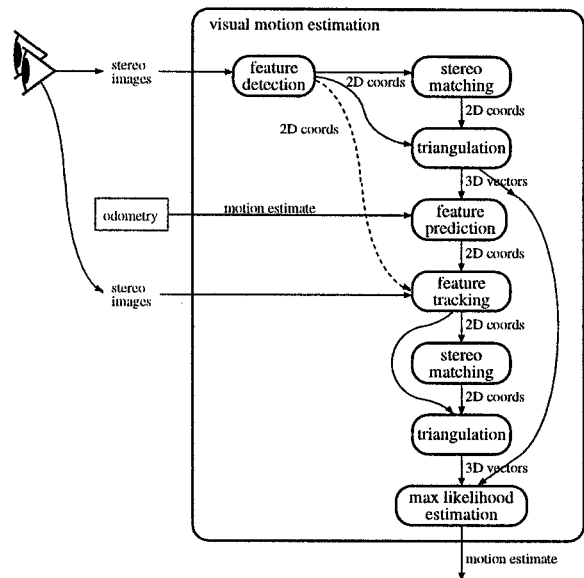 visual motion estimation
stereo
images
feature
detection
2D coords
stereo
matching
2D coords
2D coords
triangulation
3D vectors
odometry
motion estimate
feature
prediction
2D coords
stereo
images
feature
tracking
2D coords
stereo
matching
2D coords
triangulation
3D vectors
max likelihood
estimation
motion estimate